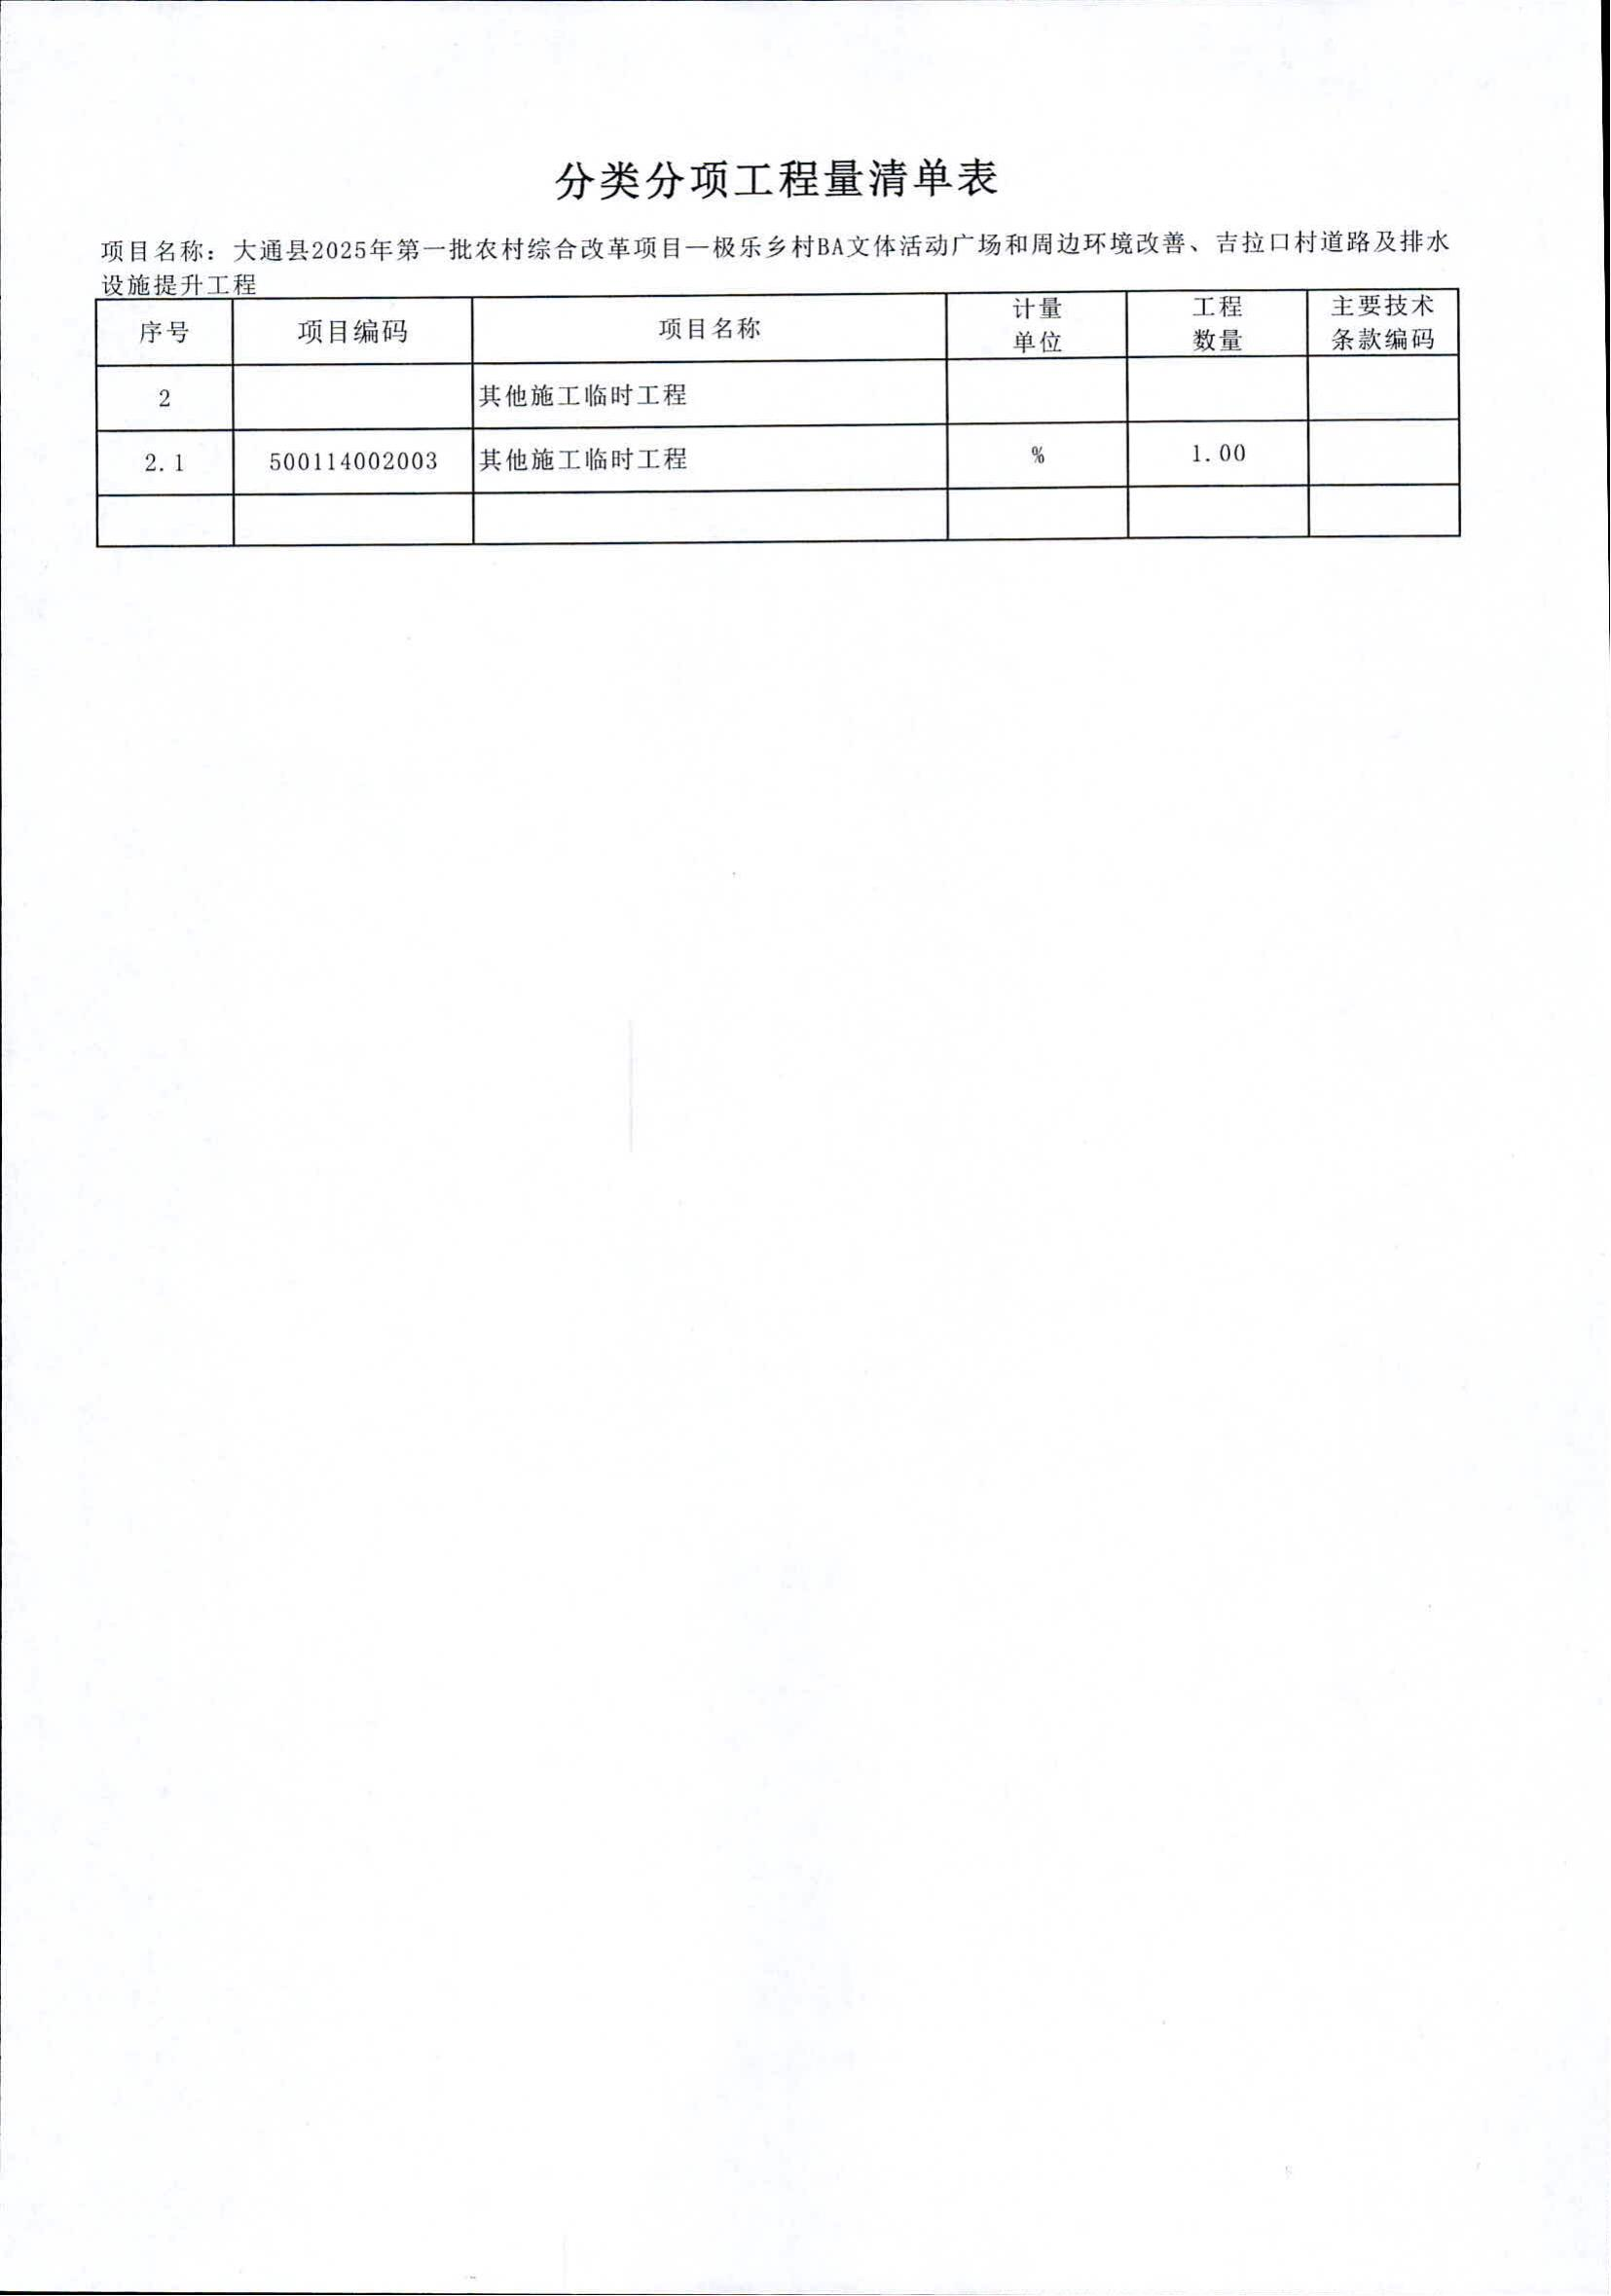 分类分项工程量清单表
项目名称：大通县2025年第一批农村综合改革项目—极乐乡村BA文体活动广场和周边环境改善、吉拉口村道路及排水
设施提升工程
序号 项目编码 项目名称 计量单位 工程数量 主要技术条款编码
2 其他施工临时工程
2.1 500114002003 其他施工临时工程 % 1.00